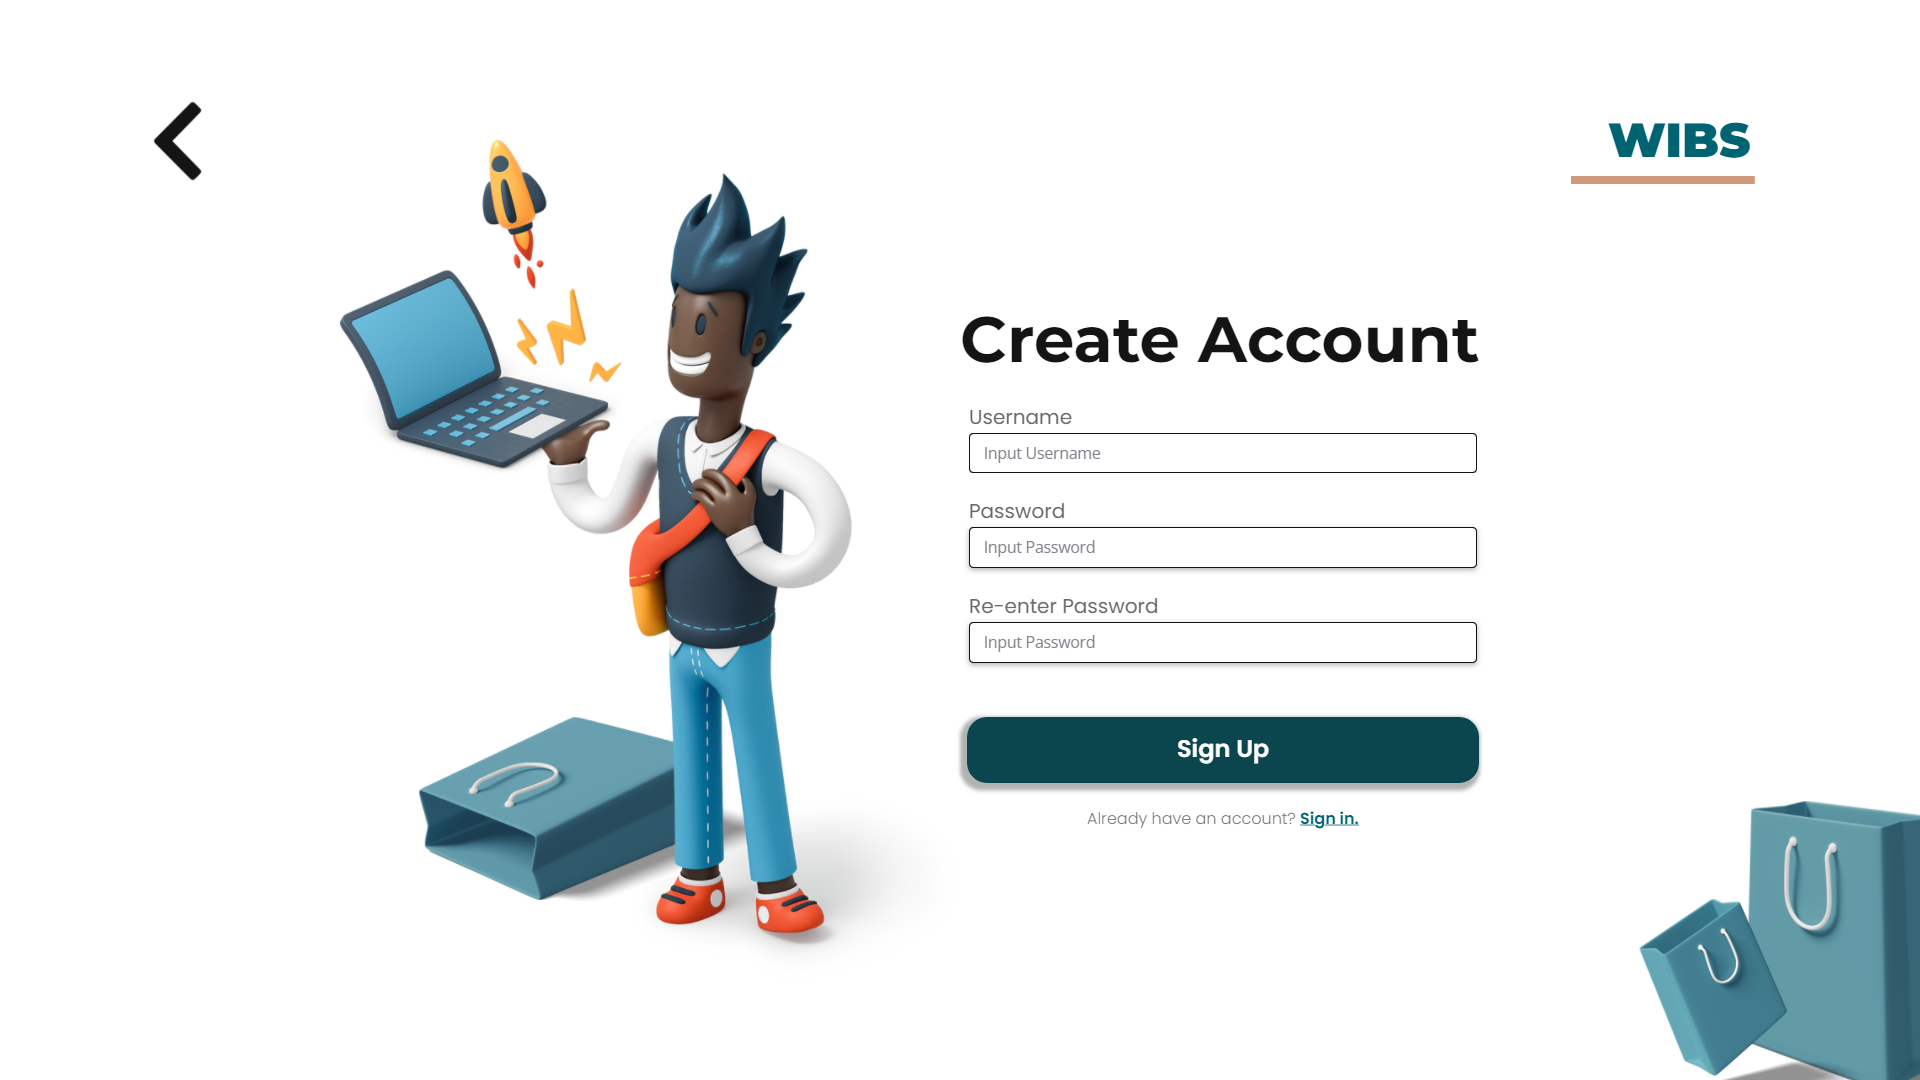 WIBS
Create Account
Username
Input Username
Password
Input Password
Re-enter Password
Input Password
Sign Up
Already have an account? Sign in.